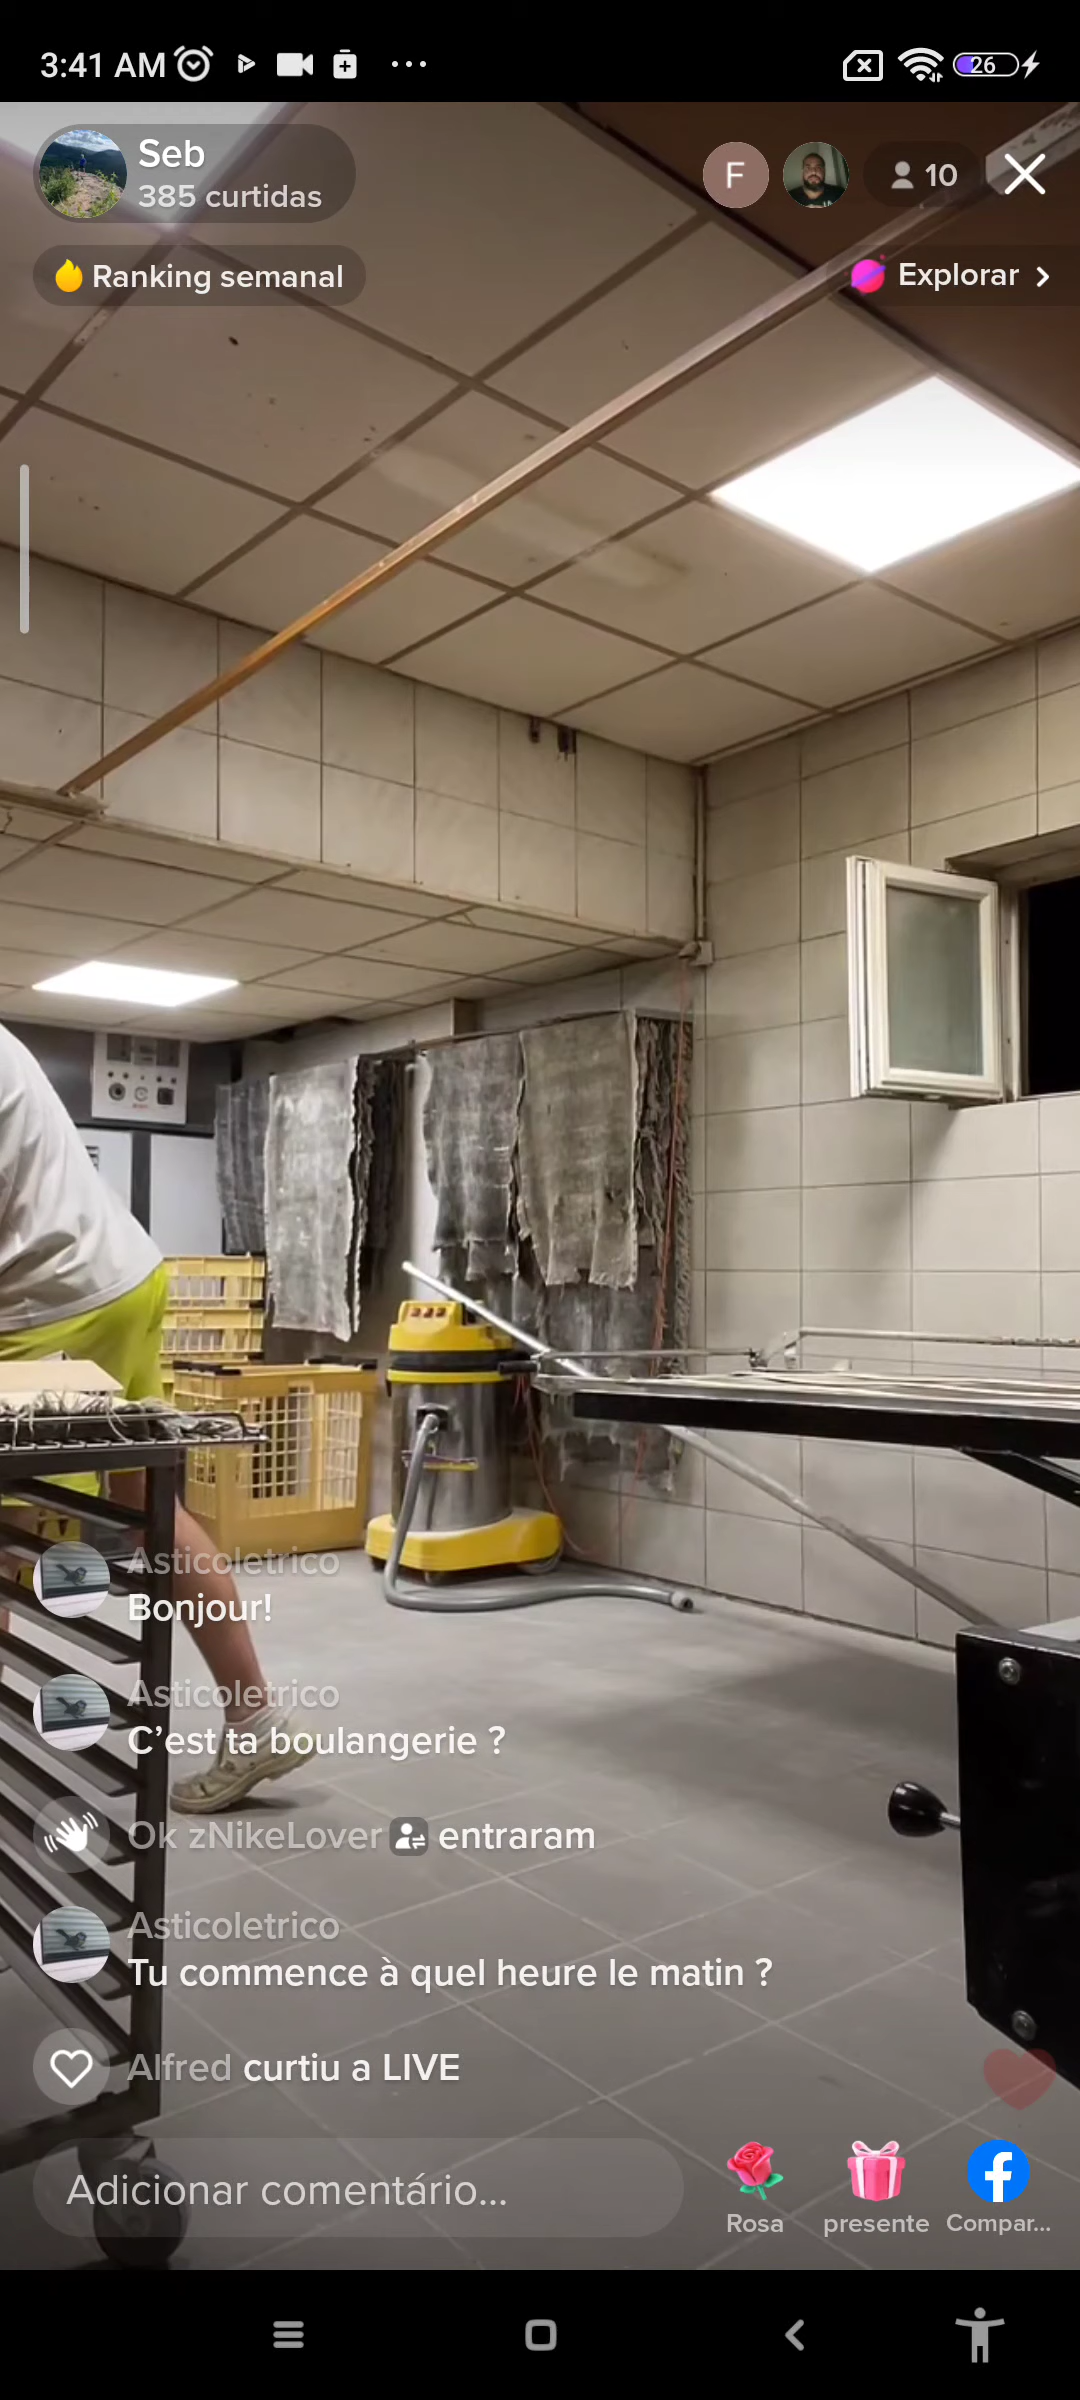 3:41 AM
26
Seb
385 curtidas
F
10
Ranking semanal
Explorar
Asticoletrico
Bonjour!
Asticoletrico
C’est ta boulangerie ?
Ok zNikeLover entraram
Asticoletrico
Tu commence à quel heure le matin ?
Alfred curtiu a LIVE
Adicionar comentário...
Rosa
presente
Compar...